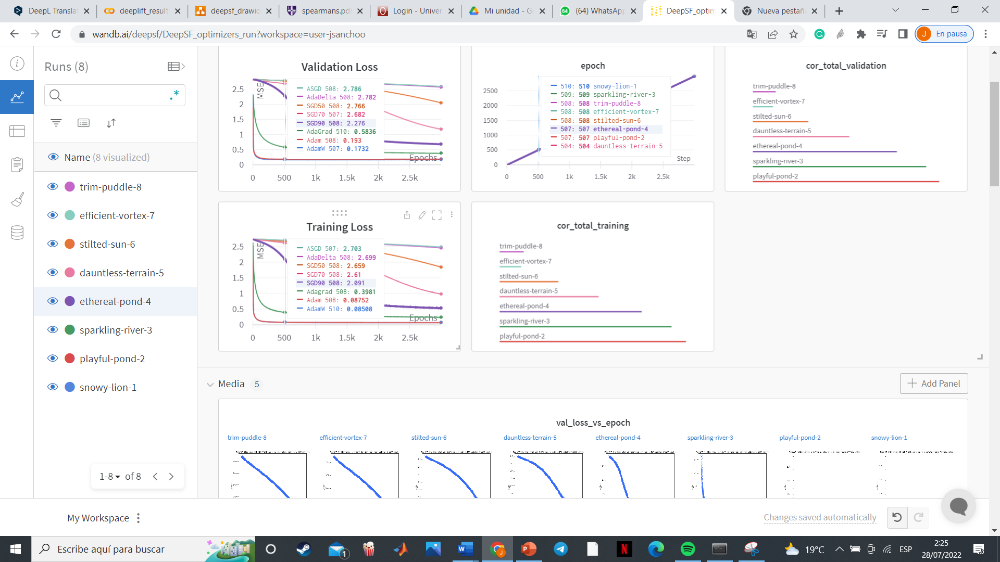 DeepL Translat
deeplift_result
deepsf_drawio
spearmans.pd
Login - Univer
Mi unidad - G
(64) WhatsApp
DeepSF_optim
Nueva pestañ
wandb.ai/deepsf/DeepSF_optimizers_run?workspace=user-jsanchoo
J En pausa
Runs (8)
.*
Name (8 visualized)
trim-puddle-8
efficient-vortex-7
stilted-sun-6
dauntless-terrain-5
ethereal-pond-4
sparkling-river-3
playful-pond-2
snowy-lion-1
1-8 of 8
Validation Loss
MSE
2.5
2
1.5
1
0.5
0
ASGD 508: 2.786
AdaDelta 508: 2.782
SGD50 508: 2.766
SGD70 507: 2.682
SGD90 508: 2.276
AdaGrad 510: 0.5836
Adam 508: 0.193
AdamW 507: 0.1732
Epochs
0 500 1k 1.5k 2k 2.5k
epoch
2500
2000
1500
1000
500
0
510: 510 snowy-lion-1
509: 509 sparkling-river-3
508: 508 trim-puddle-8
508: 508 efficient-vortex-7
508: 508 stilted-sun-6
507: 507 ethereal-pond-4
507: 507 playful-pond-2
504: 504 dauntless-terrain-5
Step
0 500 1k 1.5k 2k 2.5k
cor_total_validation
trim-puddle-8
efficient-vortex-7
stilted-sun-6
dauntless-terrain-5
ethereal-pond-4
sparkling-river-3
playful-pond-2
Training Loss
MSE
2.5
2
1.5
1
0.5
0
ASGD 507: 2.703
AdaDelta 508: 2.699
SGD50 508: 2.659
SGD70 508: 2.61
SGD90 508: 2.091
Adagrad 508: 0.3981
Adam 508: 0.08752
AdamW 510: 0.08508
Epochs
0 500 1k 1.5k 2k 2.5k
cor_total_training
trim-puddle-8
efficient-vortex-7
stilted-sun-6
dauntless-terrain-5
ethereal-pond-4
sparkling-river-3
playful-pond-2
Media 5
Add Panel
val_loss_vs_epoch
trim-puddle-8
efficient-vortex-7
stilted-sun-6
dauntless-terrain-5
ethereal-pond-4
sparkling-river-3
playful-pond-2
snowy-lion-1
My Workspace
Changes saved automatically
Escribe aquí para buscar
1
19°C
ESP
2:25
28/07/2022